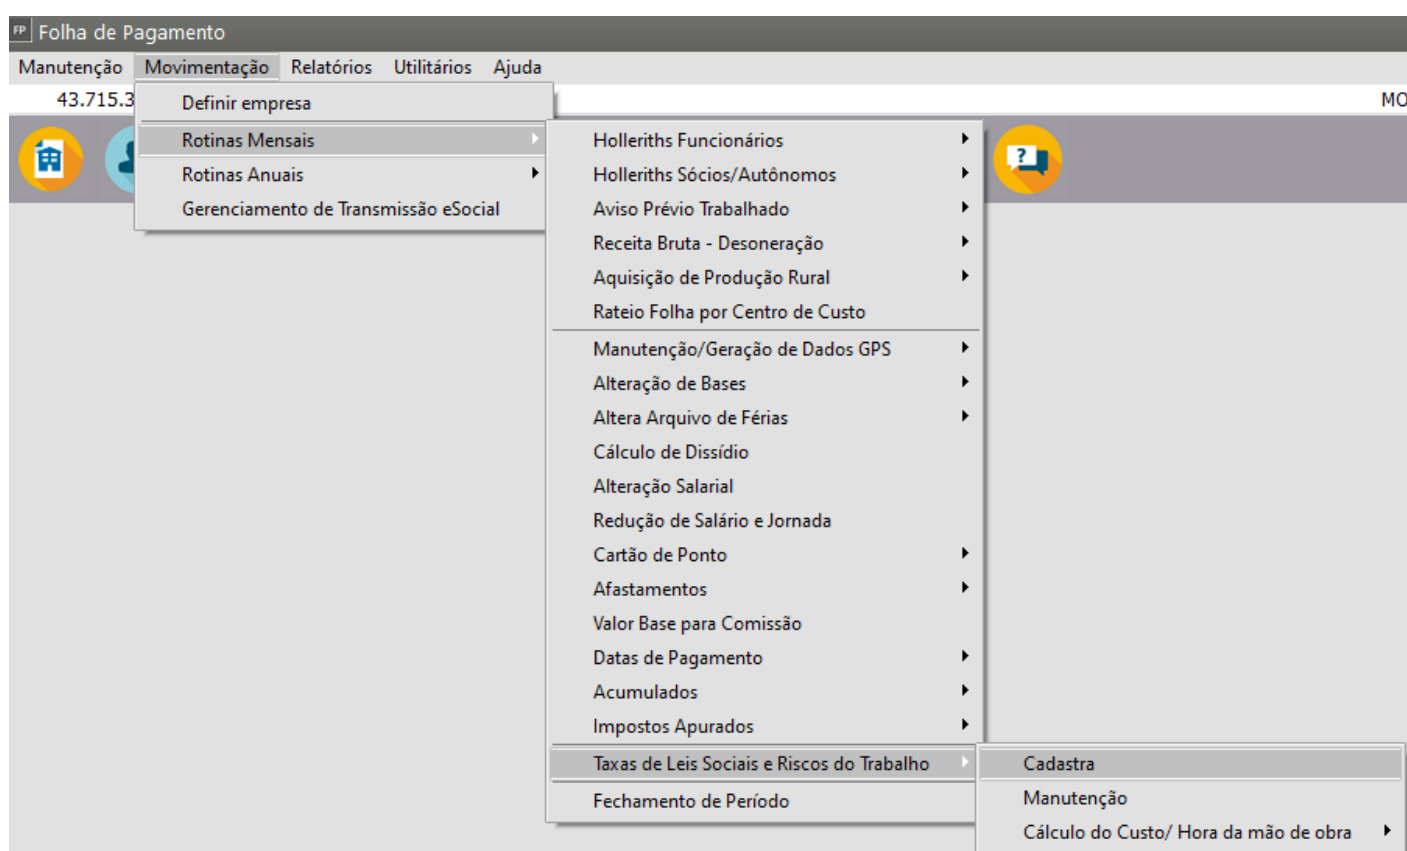 FP Folha de Pagamento
Manutenção Movimentação Relatórios Utilitários Ajuda
43.715.3 MO
Definir empresa
Rotinas Mensais
Rotinas Anuais
Gerenciamento de Transmissão eSocial
Holleriths Funcionários
Holleriths Sócios/Autônomos
Aviso Prévio Trabalhado
Receita Bruta - Desoneração
Aquisição de Produção Rural
Rateio Folha por Centro de Custo
Manutenção/Geração de Dados GPS
Alteração de Bases
Altera Arquivo de Férias
Cálculo de Dissídio
Alteração Salarial
Redução de Salário e Jornada
Cartão de Ponto
Afastamentos
Valor Base para Comissão
Datas de Pagamento
Acumulados
Impostos Apurados
Taxas de Leis Sociais e Riscos do Trabalho
Fechamento de Período
Cadastra
Manutenção
Cálculo do Custo/ Hora da mão de obra
?